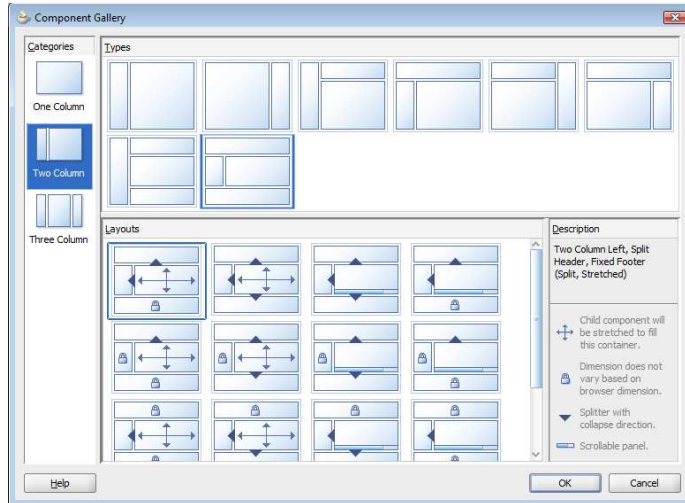 Component Gallery
Categories
One Column
Two Column
Three Column
Types
Layouts
Description
Two Column Left, Split
Header, Fixed Footer
(Split, Stretched)
Child component will
be stretched to fill
this container.
Dimension does not
vary based on
browser dimension.
Splitter with
collapse direction.
Scrollable panel.
Help
OK
Cancel